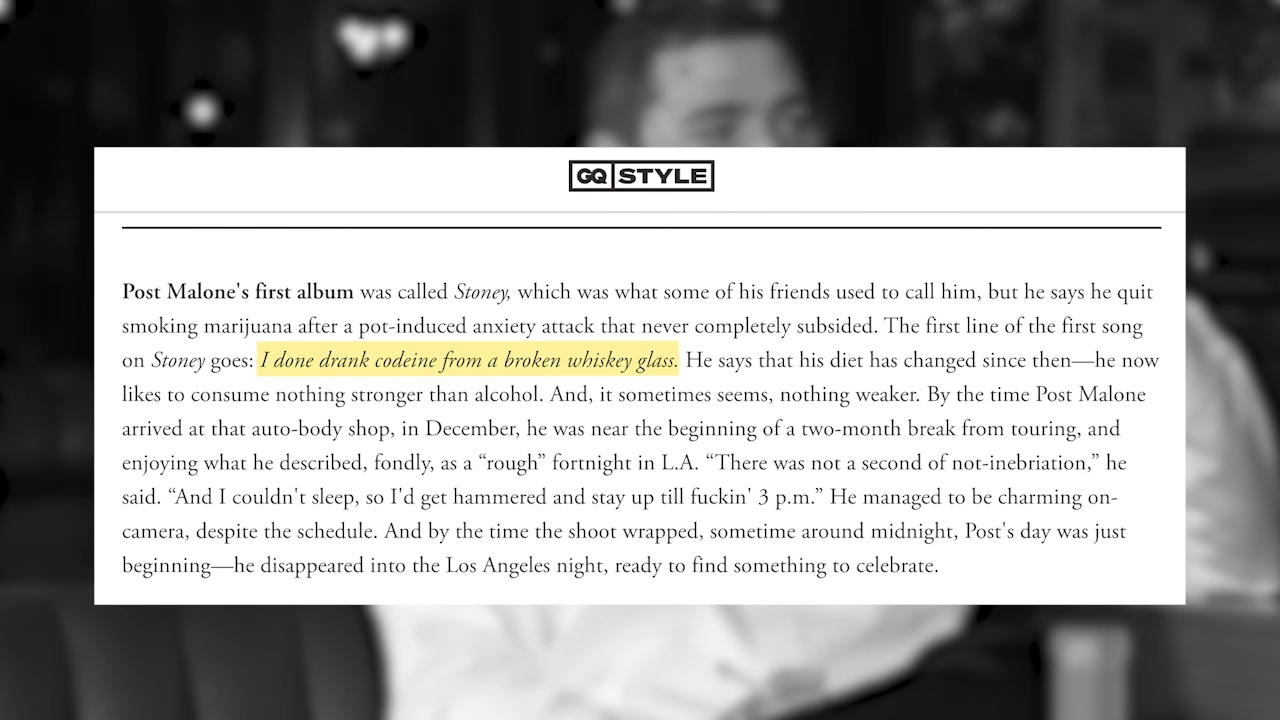 GQ STYLE
Post Malone's first album was called Stoney, which was what some of his friends used to call him, but he says he quit
smoking marijuana after a pot-induced anxiety attack that never completely subsided. The first line of the first song
on Stoney goes: I done drank codeine from a broken whiskey glass. He says that his diet has changed since then—he now
likes to consume nothing stronger than alcohol. And, it sometimes seems, nothing weaker. By the time Post Malone
arrived at that auto-body shop, in December, he was near the beginning of a two-month break from touring, and
enjoying what he described, fondly, as a “rough” fortnight in L.A. “There was not a second of not-inebriation,” he
said. “And I couldn't sleep, so I'd get hammered and stay up till fuckin' 3 p.m.” He managed to be charming on-
camera, despite the schedule. And by the time the shoot wrapped, sometime around midnight, Post's day was just
beginning—he disappeared into the Los Angeles night, ready to find something to celebrate.